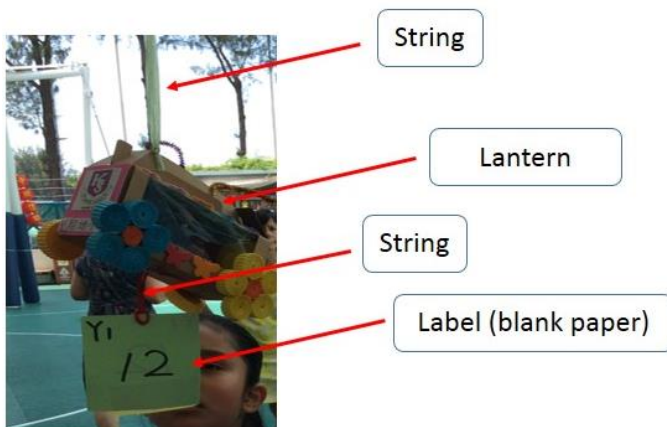 String
Lantern
String
Label (blank paper)
Y1
12